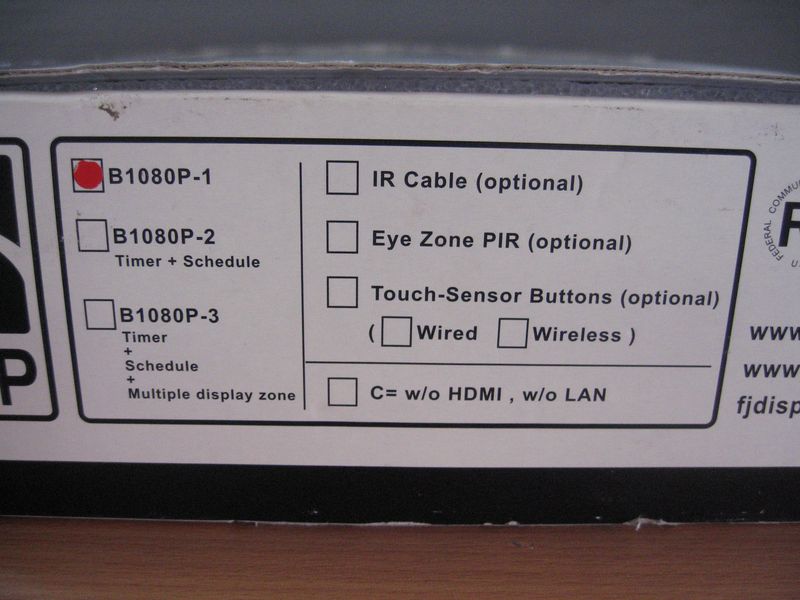 B1080P-1
B1080P-2
Timer + Schedule
B1080P-3
Timer
+
Schedule
+
Multiple display zone
IR Cable (optional)
Eye Zone PIR (optional)
Touch-Sensor Buttons (optional)
( Wired Wireless )
C= w/o HDMI , w/o LAN
P
FEDERAL
www
www
fjdisp